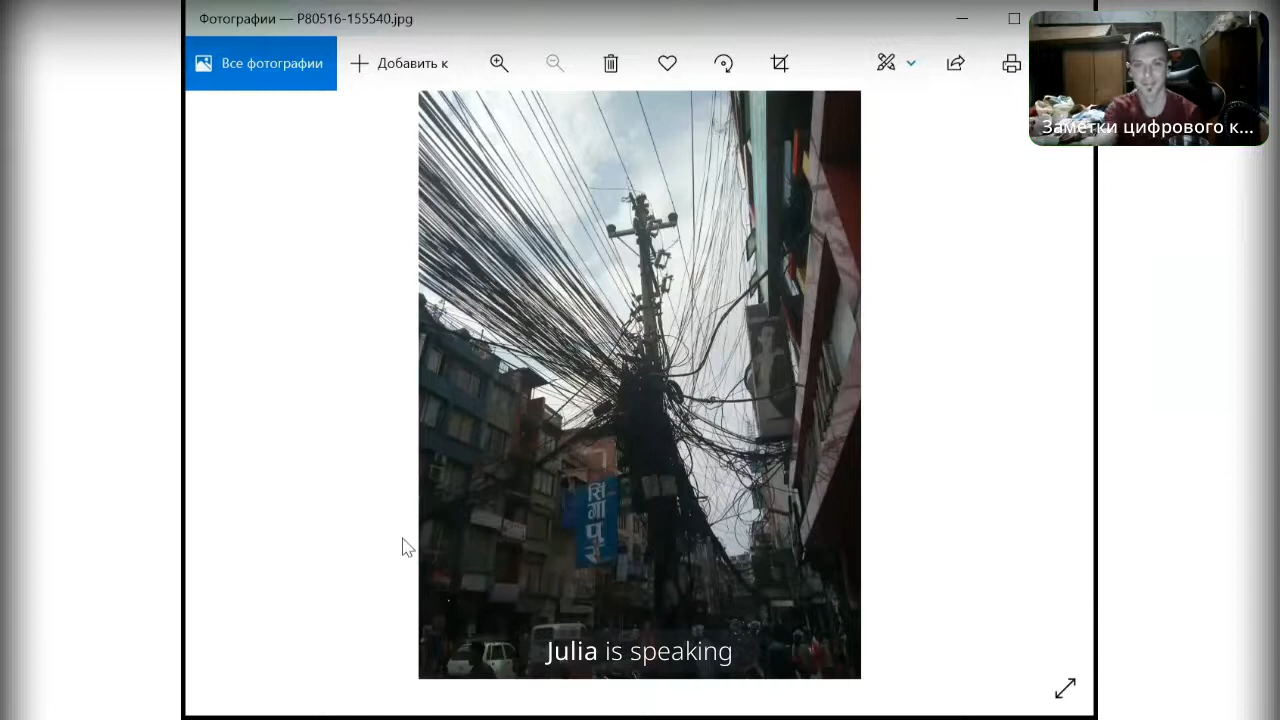 Фотографии — P80516-155540.jpg
Все фотографии
Добавить к
Заметки цифрового к...
सिंगापुर
Julia is speaking